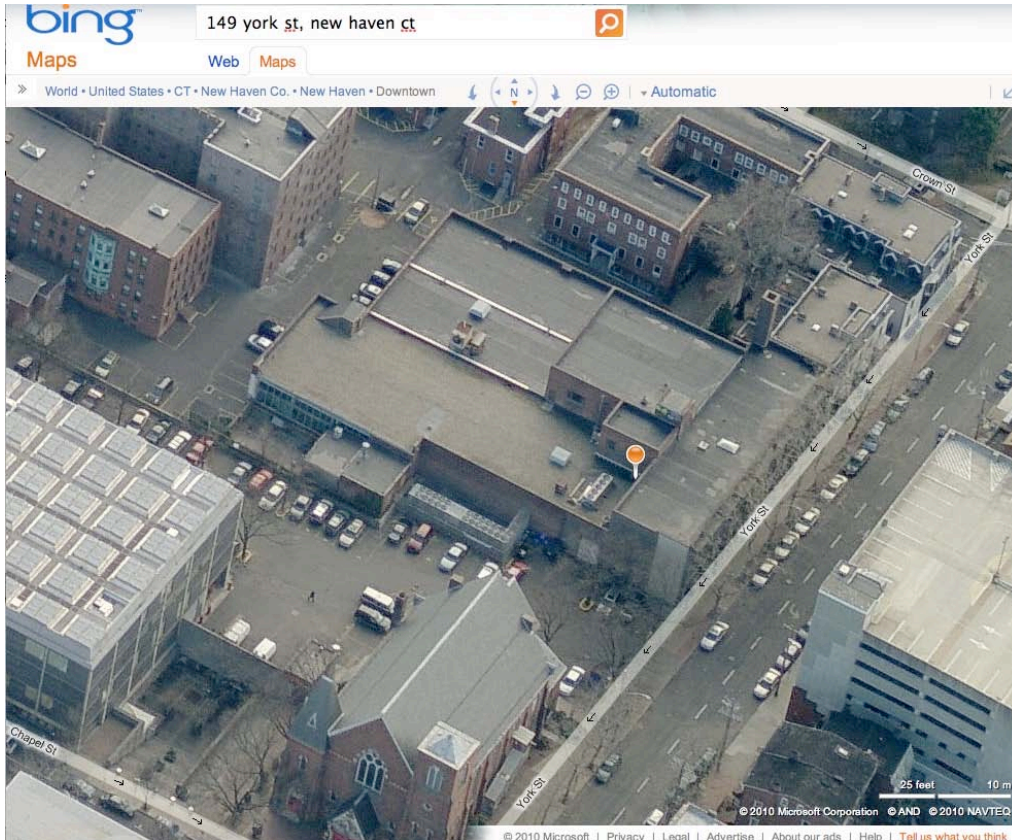 bing™
149 york st, new haven ct
Maps
Web Maps
» World • United States • CT • New Haven Co. • New Haven • Downtown N Automatic
Crown St
York St
York St
Chapel St
York St
25 feet 10 m
© 2010 Microsoft Corporation © AND © 2010 NAVTEQ
© 2010 Microsoft | Privacy | Legal | Advertise | About our ads | Help | Tell us what you think